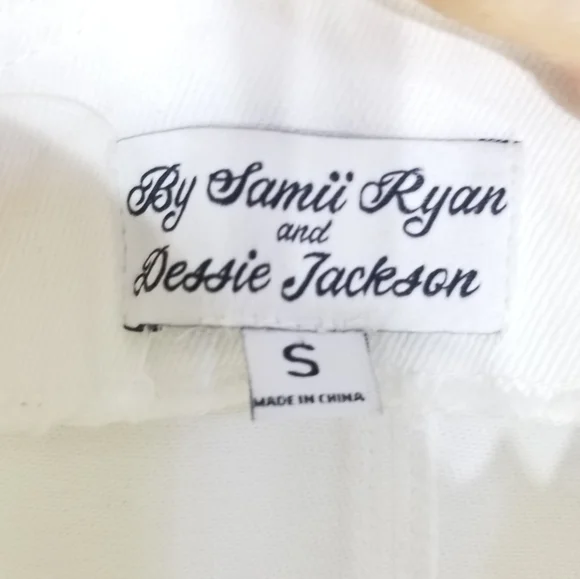 By Samii Ryan
and
Dessie Jackson
S
MADE IN CHINA